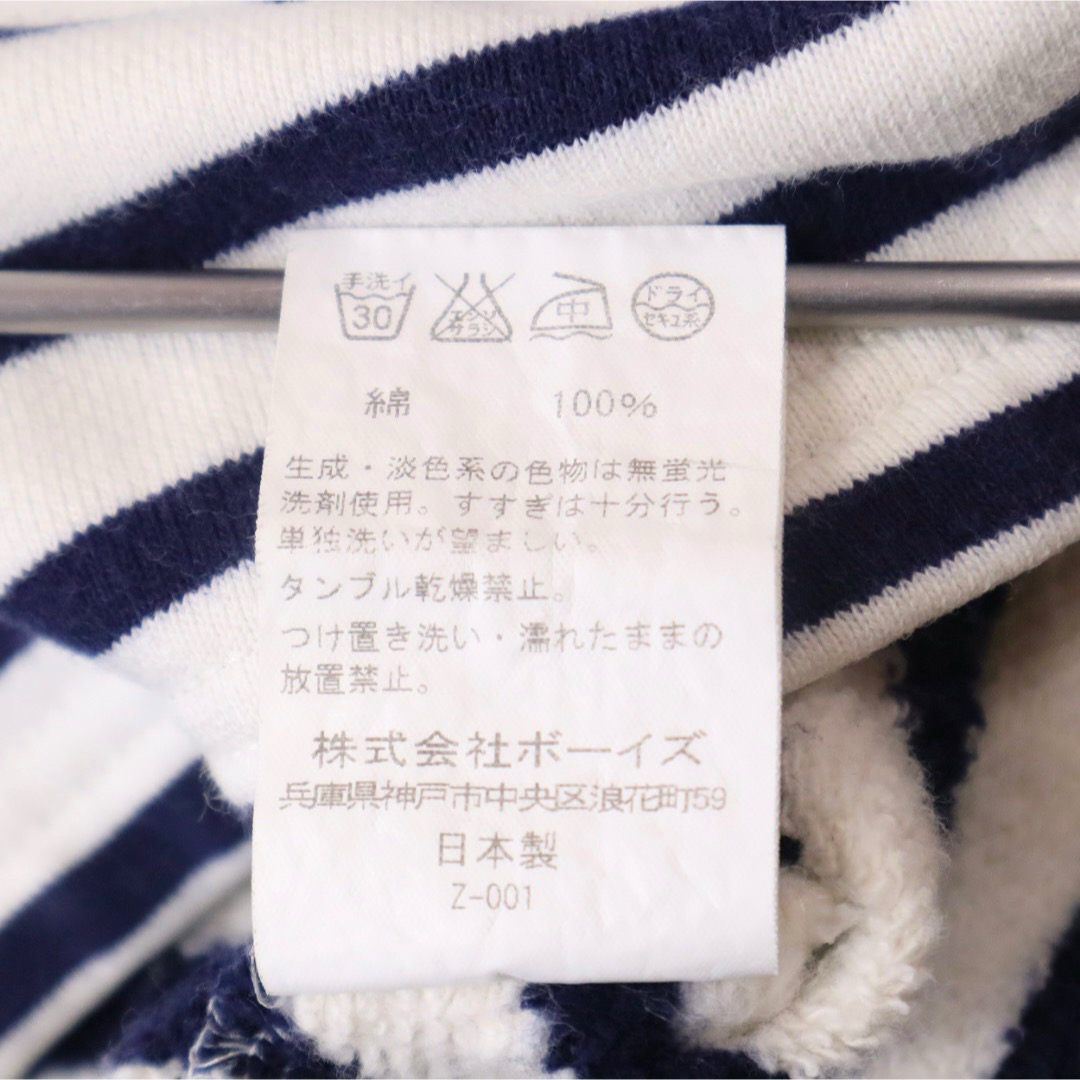 手洗イ
30
エンソ
サラシ
中
ドライ
セキユ系
綿 100%
生成・淡色系の色物は無蛍光
洗剤使用。すすぎは十分行う。
単独洗いが望ましい。
タンブル乾燥禁止。
つけ置き洗い・濡れたままの
放置禁止。
株式会社ボーイズ
兵庫県神戸市中央区浪花町59
日本製
Z-001